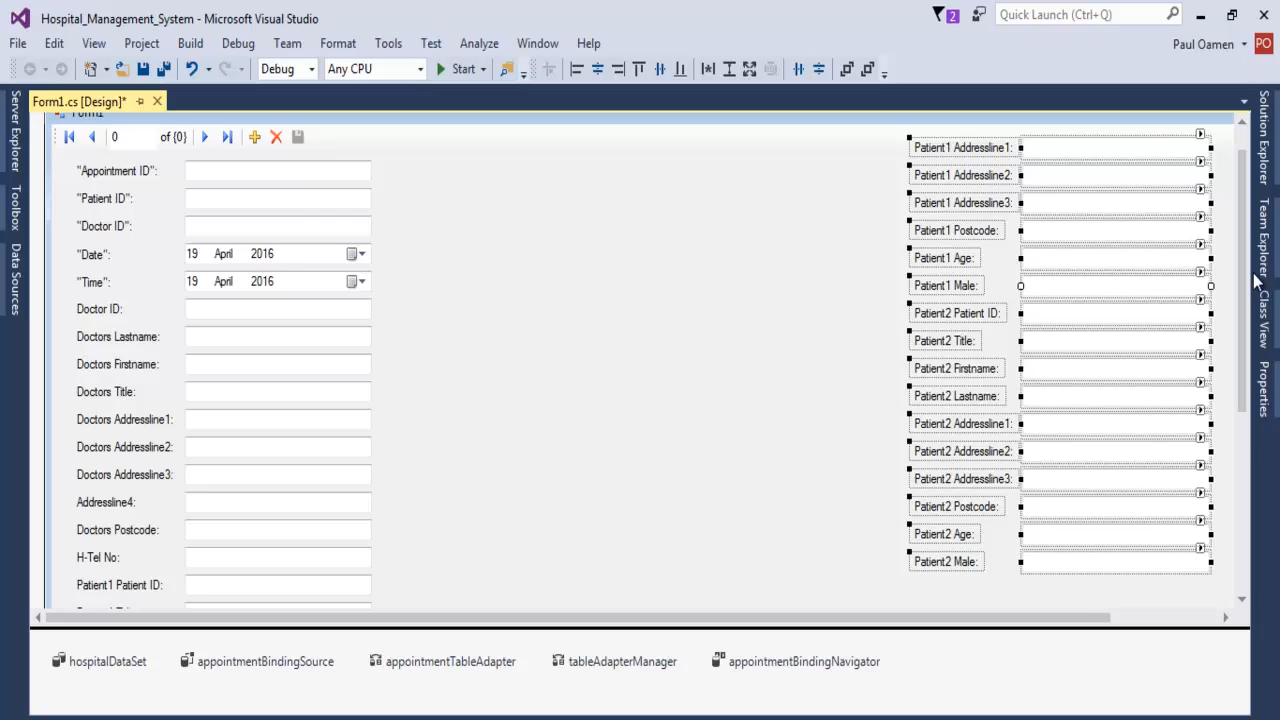 Hospital_Management_System - Microsoft Visual Studio
2
Quick Launch (Ctrl+Q)
File Edit View Project Build Debug Team Format Tools Test Analyze Window Help
Paul Oamen
PO
Debug
Any CPU
Start
Form1.cs [Design]*
Server Explorer
Toolbox
Data Sources
Form1
0 of {0}
"Appointment ID":
"Patient ID":
"Doctor ID":
"Date": 19 April 2016
"Time": 19 April 2016
Doctor ID:
Doctors Lastname:
Doctors Firstname:
Doctors Title:
Doctors Addressline1:
Doctors Addressline2:
Doctors Addressline3:
Addressline4:
Doctors Postcode:
H-Tel No:
Patient1 Patient ID:
Patient1 Addressline1:
Patient1 Addressline2:
Patient1 Addressline3:
Patient1 Postcode:
Patient1 Age:
Patient1 Male:
Patient2 Patient ID:
Patient2 Title:
Patient2 Firstname:
Patient2 Lastname:
Patient2 Addressline1:
Patient2 Addressline2:
Patient2 Addressline3:
Patient2 Postcode:
Patient2 Age:
Patient2 Male:
Solution Explorer
Team Explorer
Class View
Properties
hospitalDataSet
appointmentBindingSource
appointmentTableAdapter
tableAdapterManager
appointmentBindingNavigator